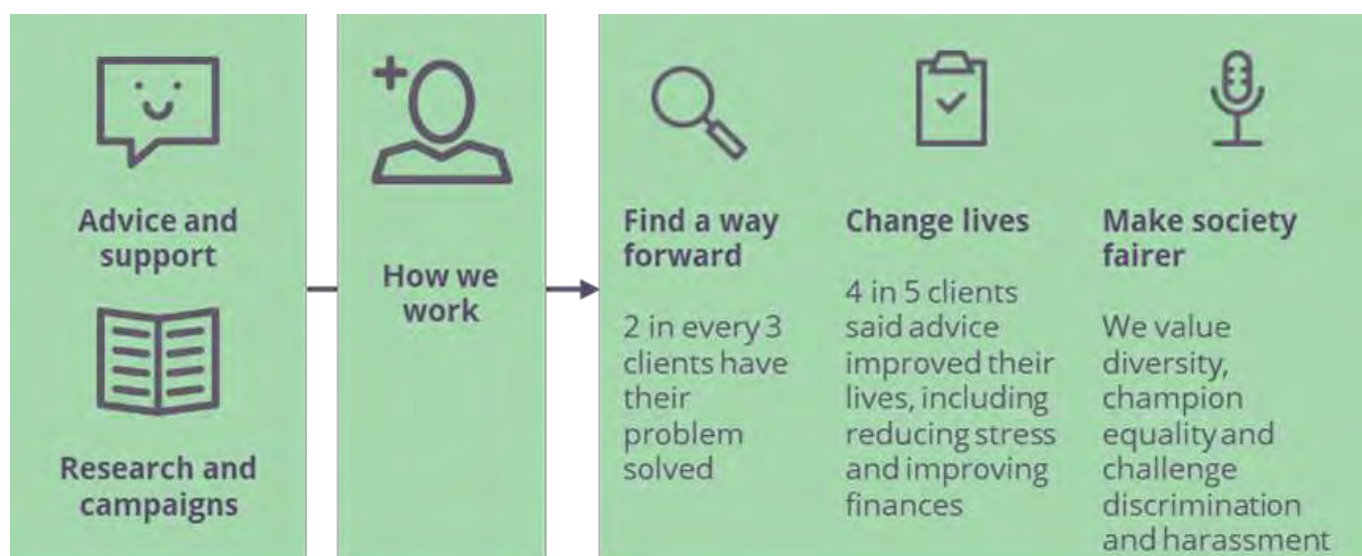 Advice and
support
Research and
campaigns
How we
work
Find a way
forward
2 in every 3
clients have
their
problem
solved
Change lives
4 in 5 clients
said advice
improved their
lives, including
reducing stress
and improving
finances
Make society
fairer
We value
diversity,
champion
equality and
challenge
discrimination
and harassment